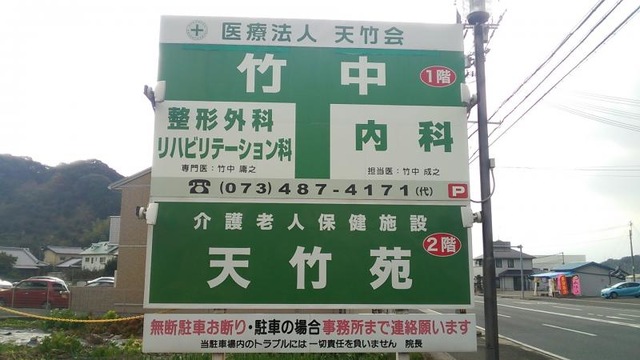 医療法人 天竹会
竹中
1階
整形外科
リハビリテーション科
専門医：竹中 庸之
内科
担当医：竹中 成之
☎(073)487-4171(代) P
介護老人保健施設
2階
天竹苑
無断駐車お断り・駐車の場合事務所まで連絡願います
当駐車場内のトラブルには一切責任を負いません 院長